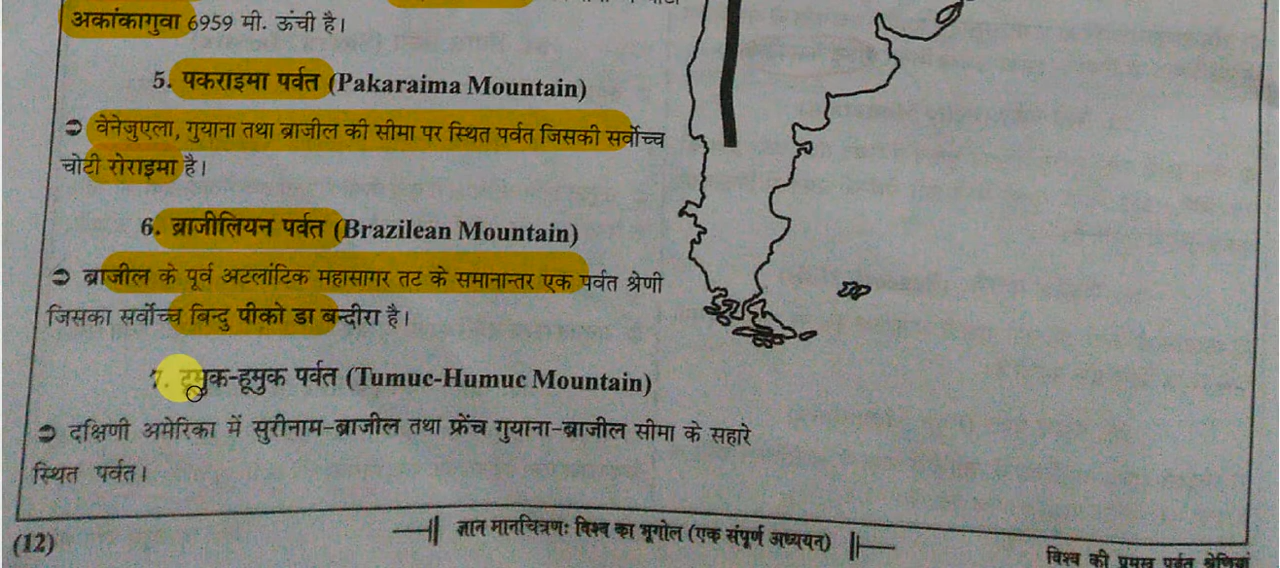 अकांकागुवा 6959 मी. ऊंची है।
5. पकराइमा पर्वत (Pakaraima Mountain)
➲ वेनेजुएला, गुयाना तथा ब्राजील की सीमा पर स्थित पर्वत जिसकी सर्वोच्च
चोटी रोराइमा है।
6. ब्राजीलियन पर्वत (Brazilean Mountain)
➲ ब्राजील के पूर्व अटलांटिक महासागर तट के समानान्तर एक पर्वत श्रेणी
जिसका सर्वोच्च बिन्दु पीको डा बन्दीरा है।
7. टुमुक-हूमुक पर्वत (Tumuc-Humuc Mountain)
➲ दक्षिणी अमेरिका में सुरीनाम-ब्राजील तथा फ्रेंच गुयाना-ब्राजील सीमा के सहारे
स्थित पर्वत।
(12)
ज्ञान मानचित्रणः विश्व का भूगोल (एक संपूर्ण अध्ययन)
विश्व की प्रमुख पर्वत श्रेणियां